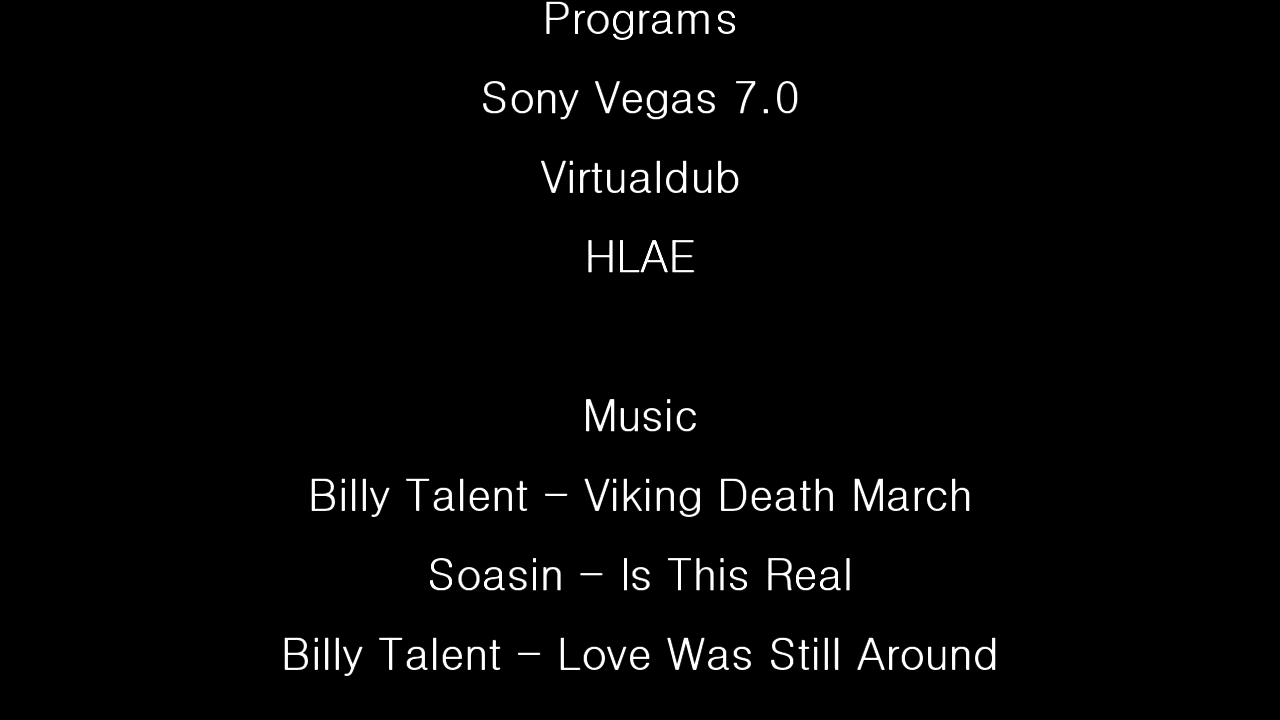 Programs
Sony Vegas 7.0
Virtualdub
HLAE
Music
Billy Talent - Viking Death March
Soasin - Is This Real
Billy Talent - Love Was Still Around